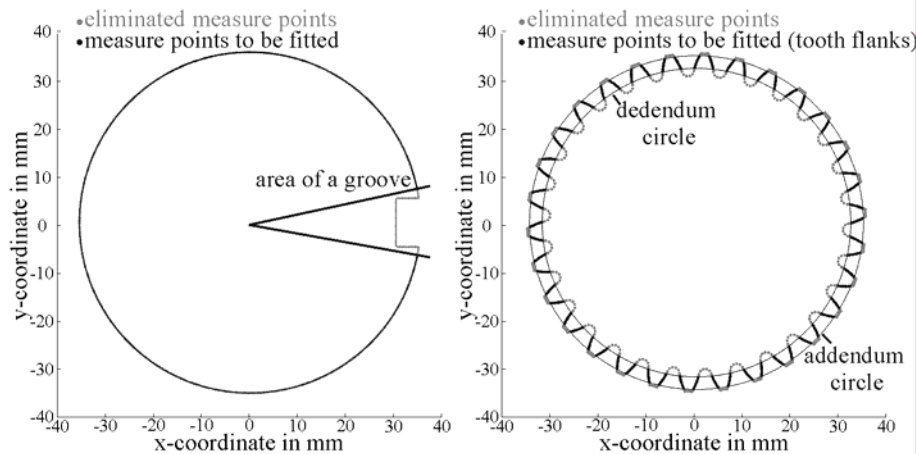 •eliminated measure points
•measure points to be fitted
40
30
20
10
0
-10
-20
-30
-40
y-coordinate in mm
area of a groove
-40 -30 -20 -10 0 10 20 30 40
x-coordinate in mm
•eliminated measure points
•measure points to be fitted (tooth flanks)
40
30
20
10
0
-10
-20
-30
-40
y-coordinate in mm
dedendum
circle
addendum
circle
-40 -30 -20 -10 0 10 20 30 40
x-coordinate in mm